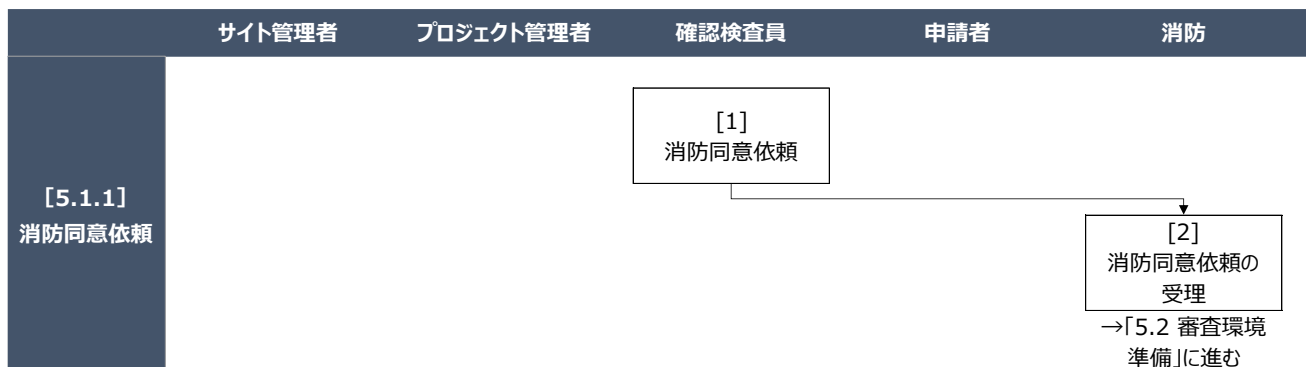 サイト管理者 プロジェクト管理者 確認検査員 申請者 消防
[1]
消防同意依頼
[5.1.1]
消防同意依頼
[2]
消防同意依頼の
受理
→「5.2 審査環境
準備」に進む